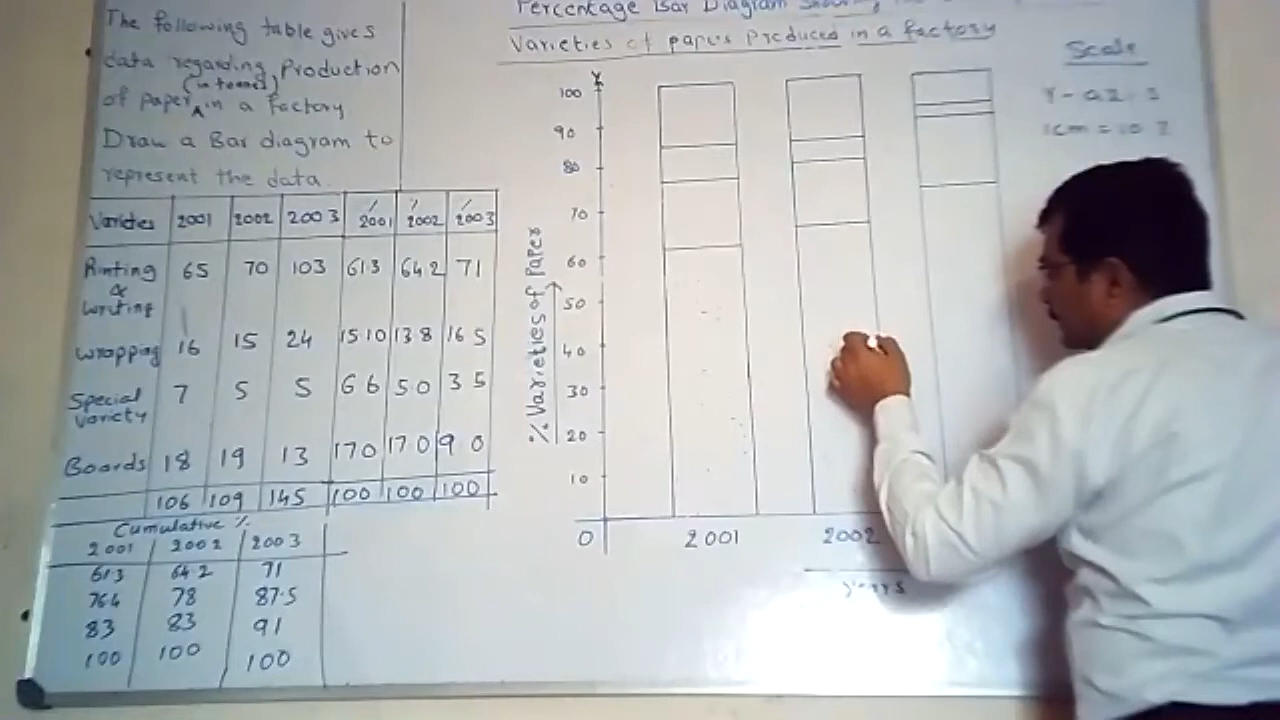 The following table gives
data regarding Production
(in tonnes)
of Paper in a factory
Draw a Bar diagram to
represent the data.
Varieties 2001 2002 2003 % 2001 % 2002 % 2003
Printing & Writing 65 70 103 61 3 64 2 71
Wrapping 16 15 24 15 10 13 8 16 5
Special Variety 7 5 5 6 6 5 0 3 5
Boards 18 19 13 17 0 17 0 9 0
106 109 145 100 100 100
Cumulative %
2001 2002 2003
61 3 64 2 71
76 4 78 87.5
83 83 91
100 100 100
Percentage Bar Diagram Showing
Varieties of papers Produced in a factory
Scale
1cm = 10 %
Y
100
90
80
70
60
50
40
30
20
10
0
% Varieties of Paper
2001 2002
years